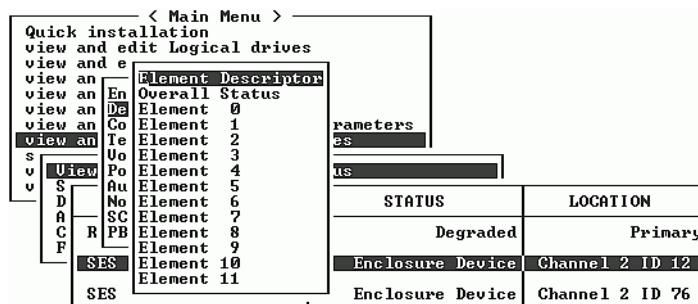 < Main Menu >
Quick installation
view and edit Logical drives
view and e
view an
view an
view an
view an
view an
s
v
v
rameters
es
View
us
S
D
A
C
F
En
De
Co
Te
Vo
Po
Au
No
SC
PB
Element Descriptor
Overall Status
Element 0
Element 1
Element 2
Element 3
Element 4
Element 5
Element 6
Element 7
Element 8
Element 9
Element 10
Element 11
STATUS LOCATION
R Degraded Primary
SES Enclosure Device Channel 2 ID 12
SES Enclosure Device Channel 2 ID 76